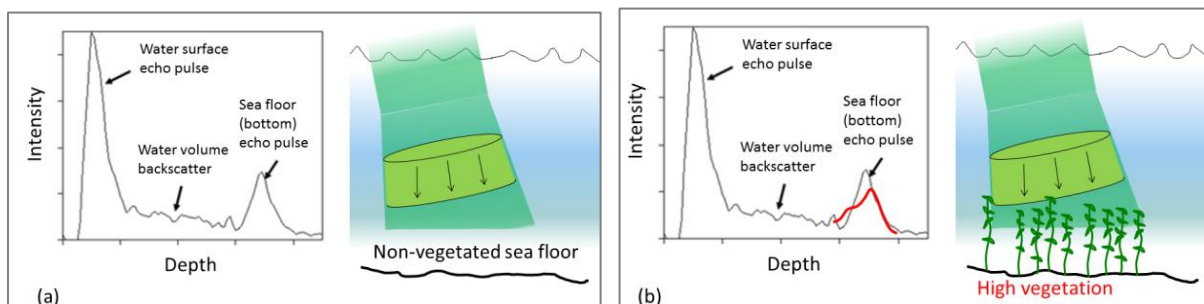 Water surface
echo pulse
Sea floor
(bottom)
echo pulse
Water volume
backscatter
Intensity
Depth
Non-vegetated sea floor
(a)
Water surface
echo pulse
Sea floor
(bottom)
echo pulse
Water volume
backscatter
Intensity
Depth
High vegetation
(b)